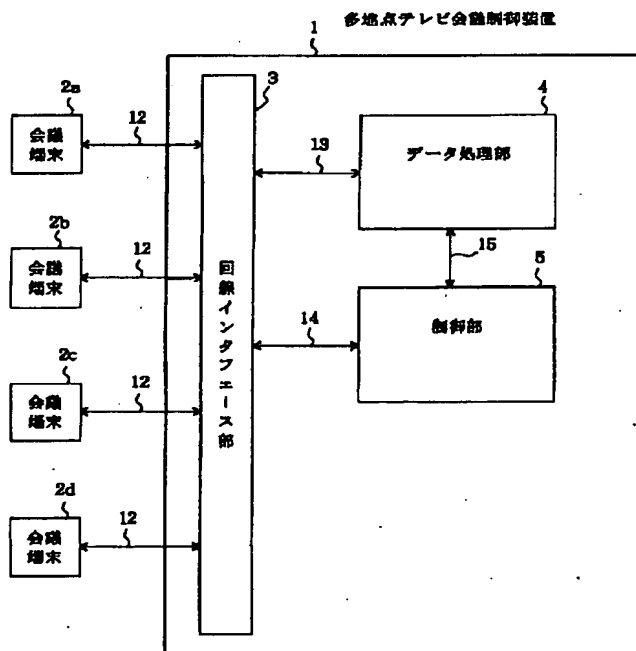 多地点テレビ会議制御装置
1
2a
会議
端末
12
3
4
データ処理部
13
2b
会議
端末
12
15
回線インタフェース部
5
制御部
14
2c
会議
端末
12
2d
会議
端末
12